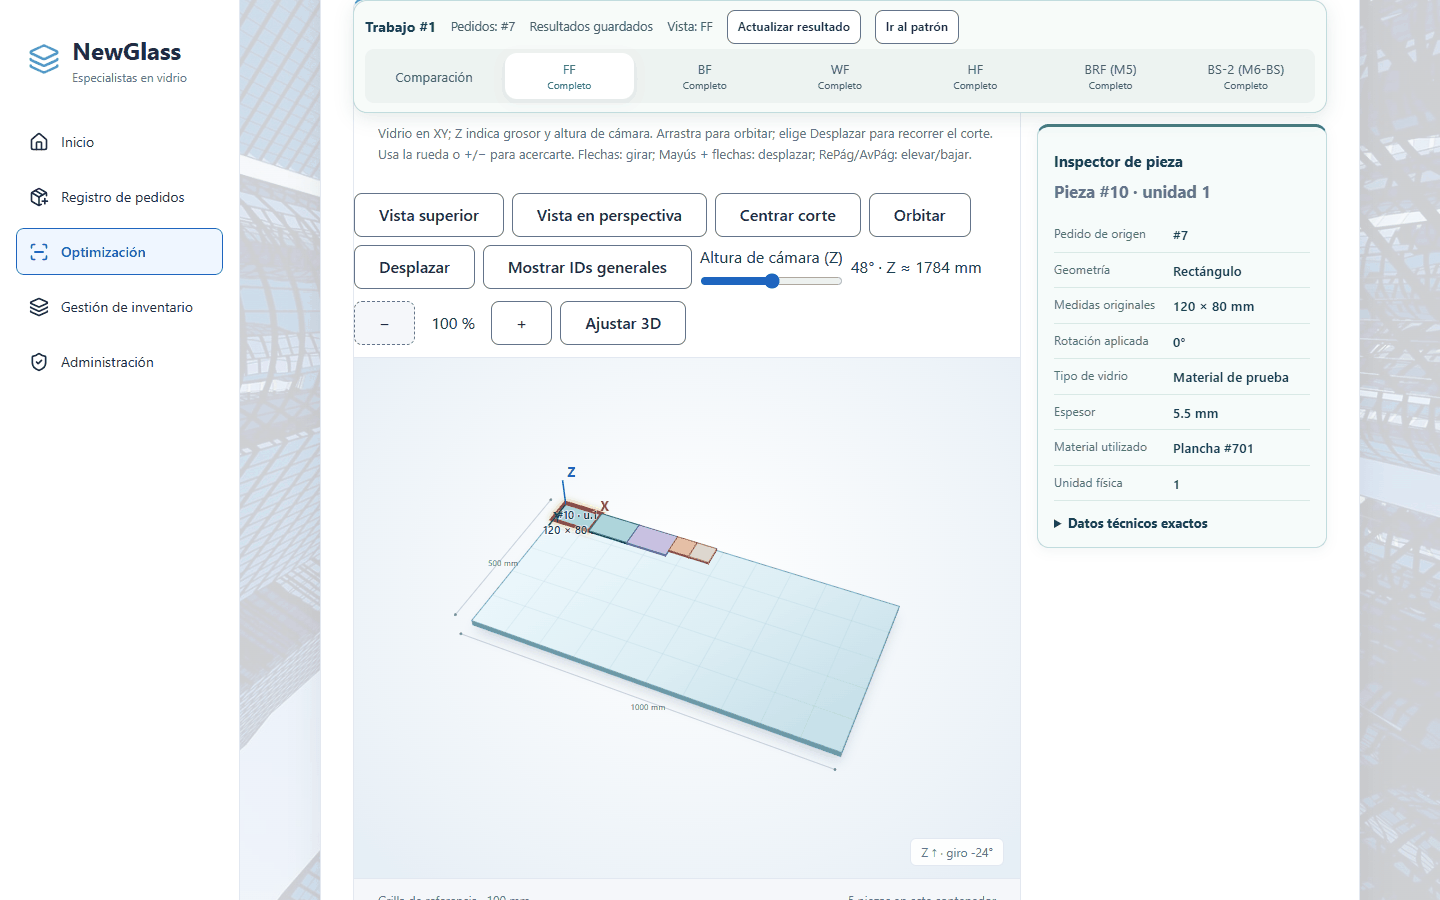 NewGlass
Especialistas en vidrio
Inicio
Registro de pedidos
Optimización
Gestión de inventario
Administración
Trabajo #1 Pedidos: #7 Resultados guardados Vista: FF Actualizar resultado Ir al patrón
Comparación
FF
Completo
BF
Completo
WF
Completo
HF
Completo
BRF (M5)
Completo
BS-2 (M6-BS)
Completo
Vidrio en XY; Z indica grosor y altura de cámara. Arrastra para orbitar; elige Desplazar para recorrer el corte.
Usa la rueda o +/− para acercarte. Flechas: girar; Mayús + flechas: desplazar; RePág/AvPág: elevar/bajar.
Vista superior Vista en perspectiva Centrar corte Orbitar
Desplazar Mostrar IDs generales Altura de cámara (Z) 48° · Z ≈ 1784 mm
− 100 % + Ajustar 3D
Z
X
#10 · u.1
120 × 80
500 mm
1000 mm
Z ↑ · giro -24°
Inspector de pieza
Pieza #10 · unidad 1
Pedido de origen #7
Geometría Rectángulo
Medidas originales 120 × 80 mm
Rotación aplicada 0°
Tipo de vidrio Material de prueba
Espesor 5.5 mm
Material utilizado Plancha #701
Unidad física 1
▶ Datos técnicos exactos